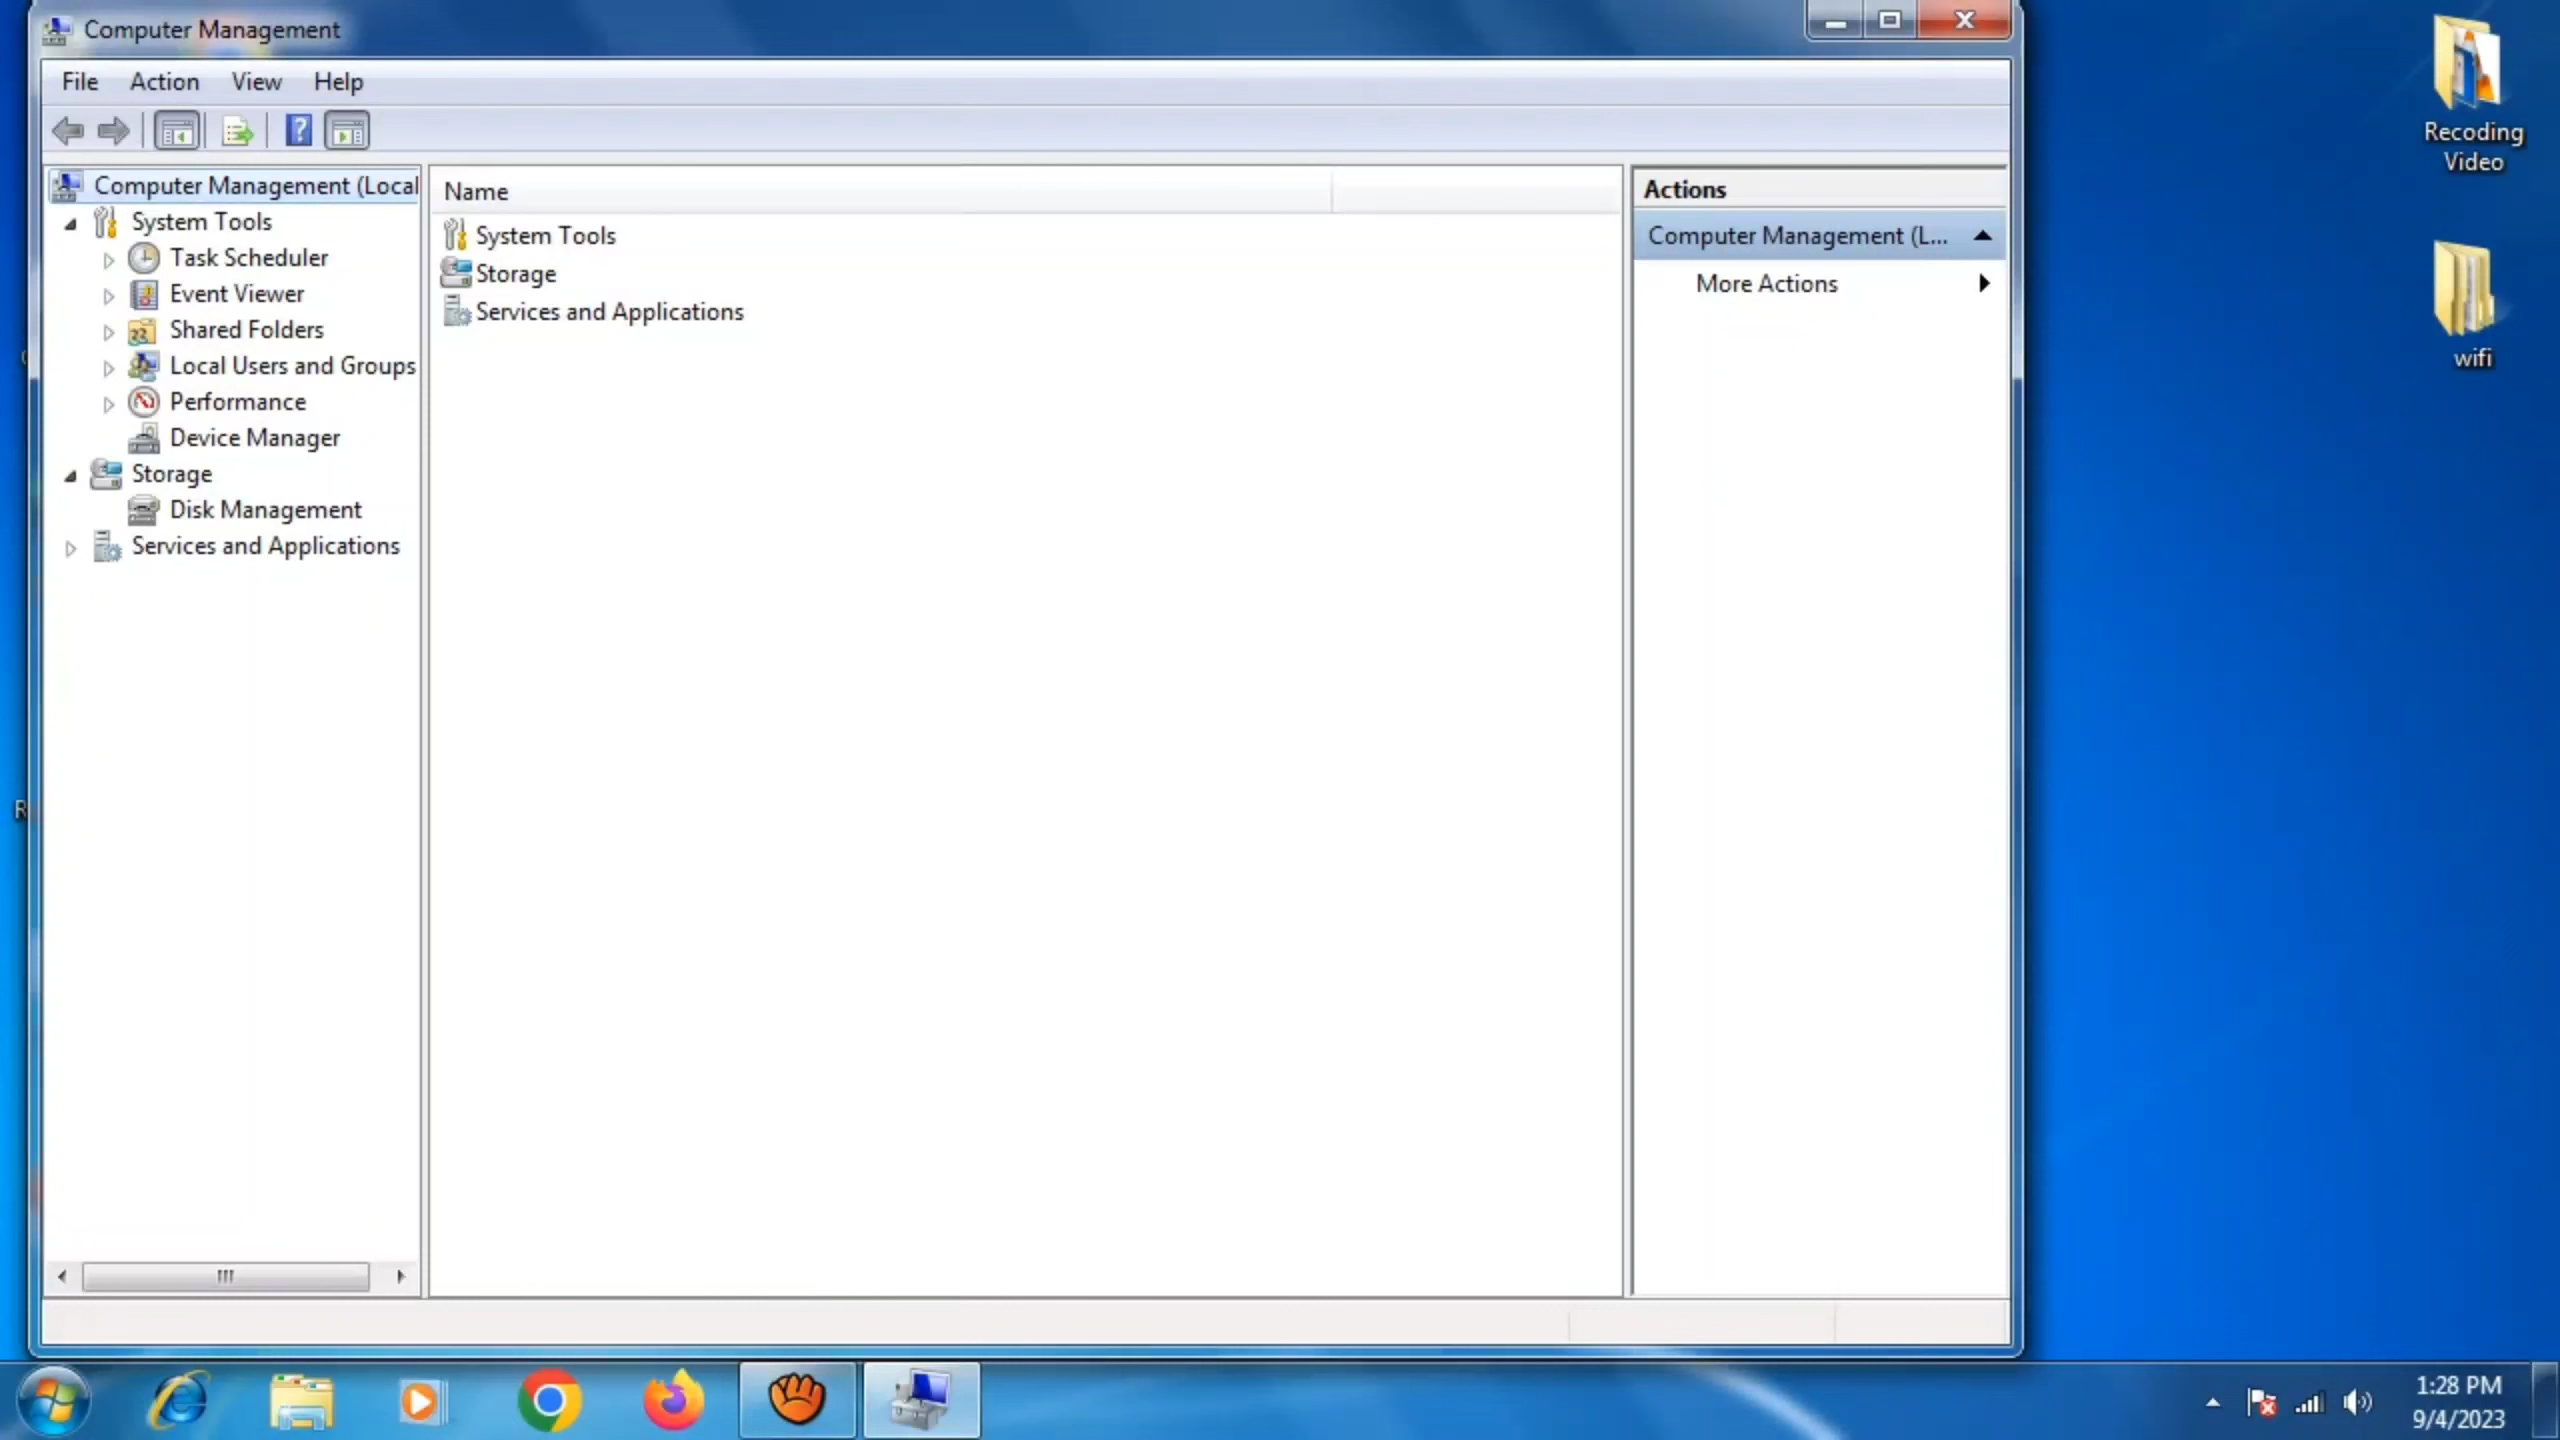 Computer Management
File Action View Help
Computer Management (Local
System Tools
Task Scheduler
Event Viewer
Shared Folders
Local Users and Groups
Performance
Device Manager
Storage
Disk Management
Services and Applications
Name
System Tools
Storage
Services and Applications
Actions
Computer Management (L...
More Actions
Recoding
Video
wifi
R
1:28 PM
9/4/2023